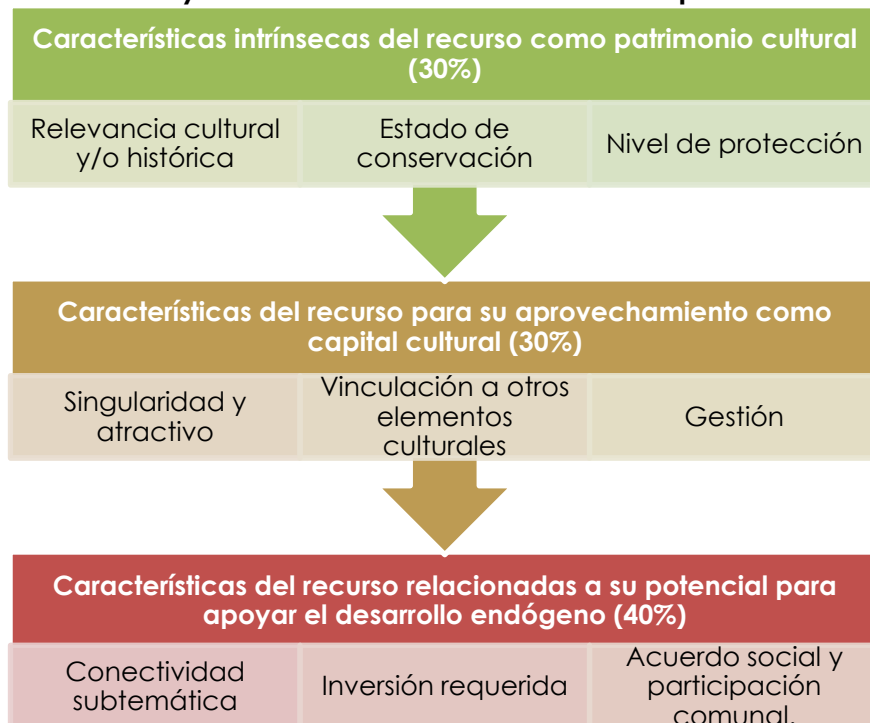 Características intrínsecas del recurso como patrimonio cultural
(30%)
Relevancia cultural
y/o histórica
Estado de
conservación
Nivel de protección
Características del recurso para su aprovechamiento como
capital cultural (30%)
Singularidad y
atractivo
Vinculación a otros
elementos
culturales
Gestión
Características del recurso relacionadas a su potencial para
apoyar el desarrollo endógeno (40%)
Conectividad
subtemática
Inversión requerida
Acuerdo social y
participación
comunal.